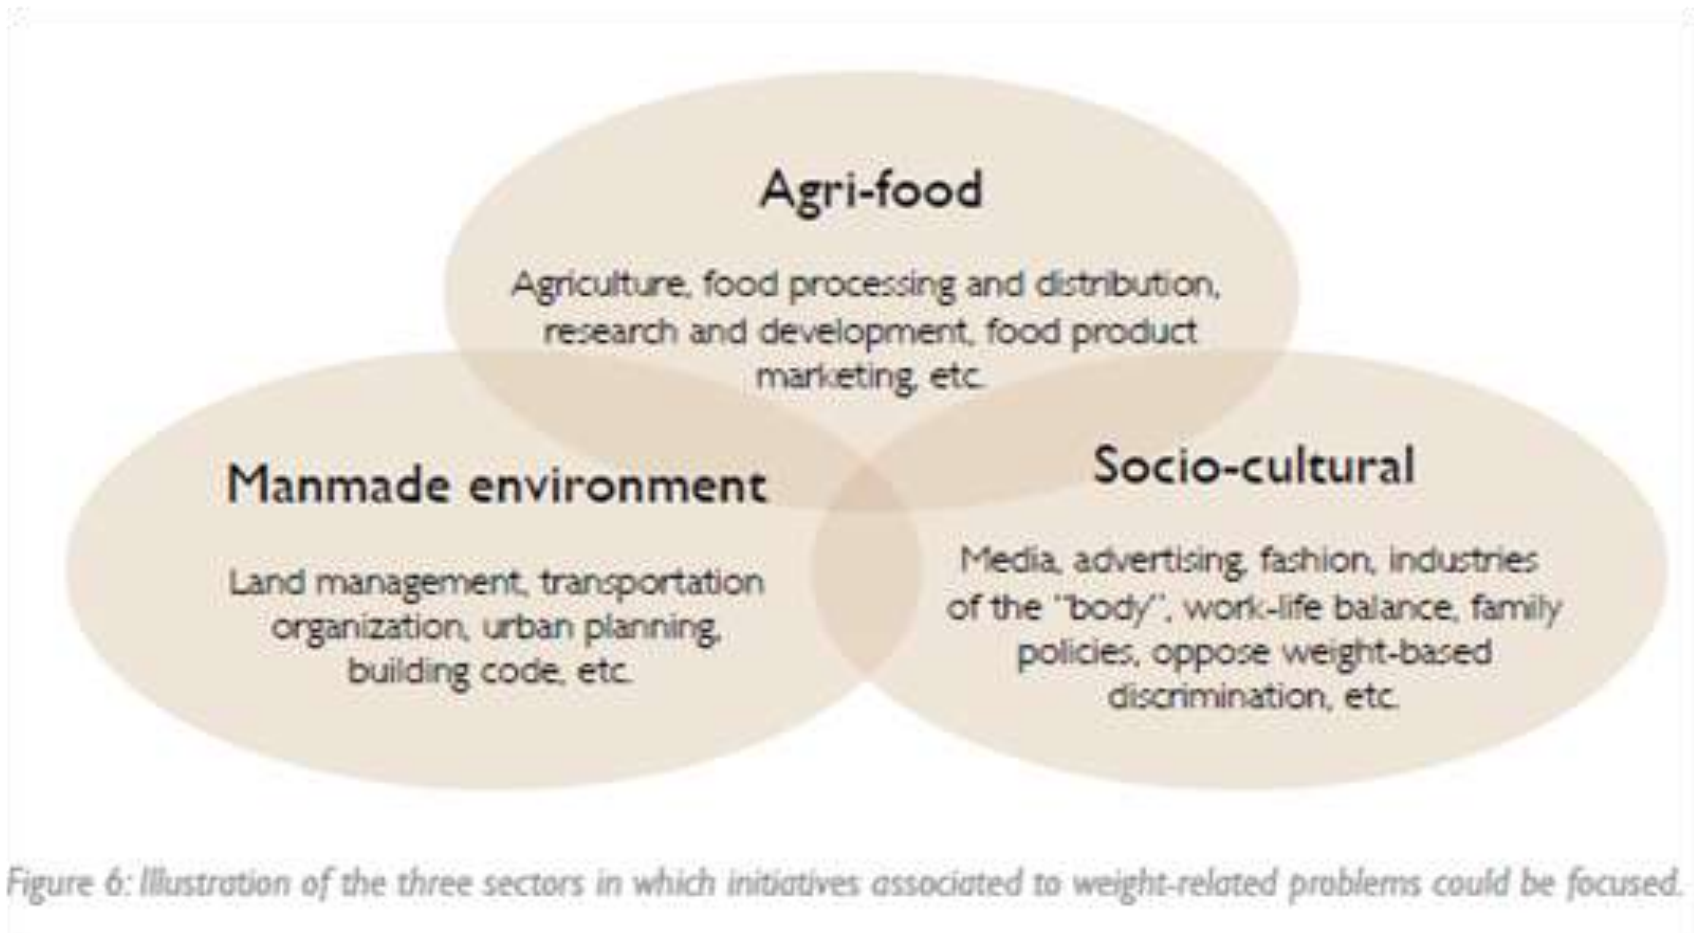 Agri-food
Agriculture, food processing and distribution,
research and development, food product
marketing, etc.
Manmade environment
Land management, transportation
organization, urban planning,
building code, etc.
Socio-cultural
Media, advertising, fashion, industries
of the "body", work-life balance, family
policies, oppose weight-based
discrimination, etc.
Figure 6: Illustration of the three sectors in which initiatives associated to weight-related problems could be focused.